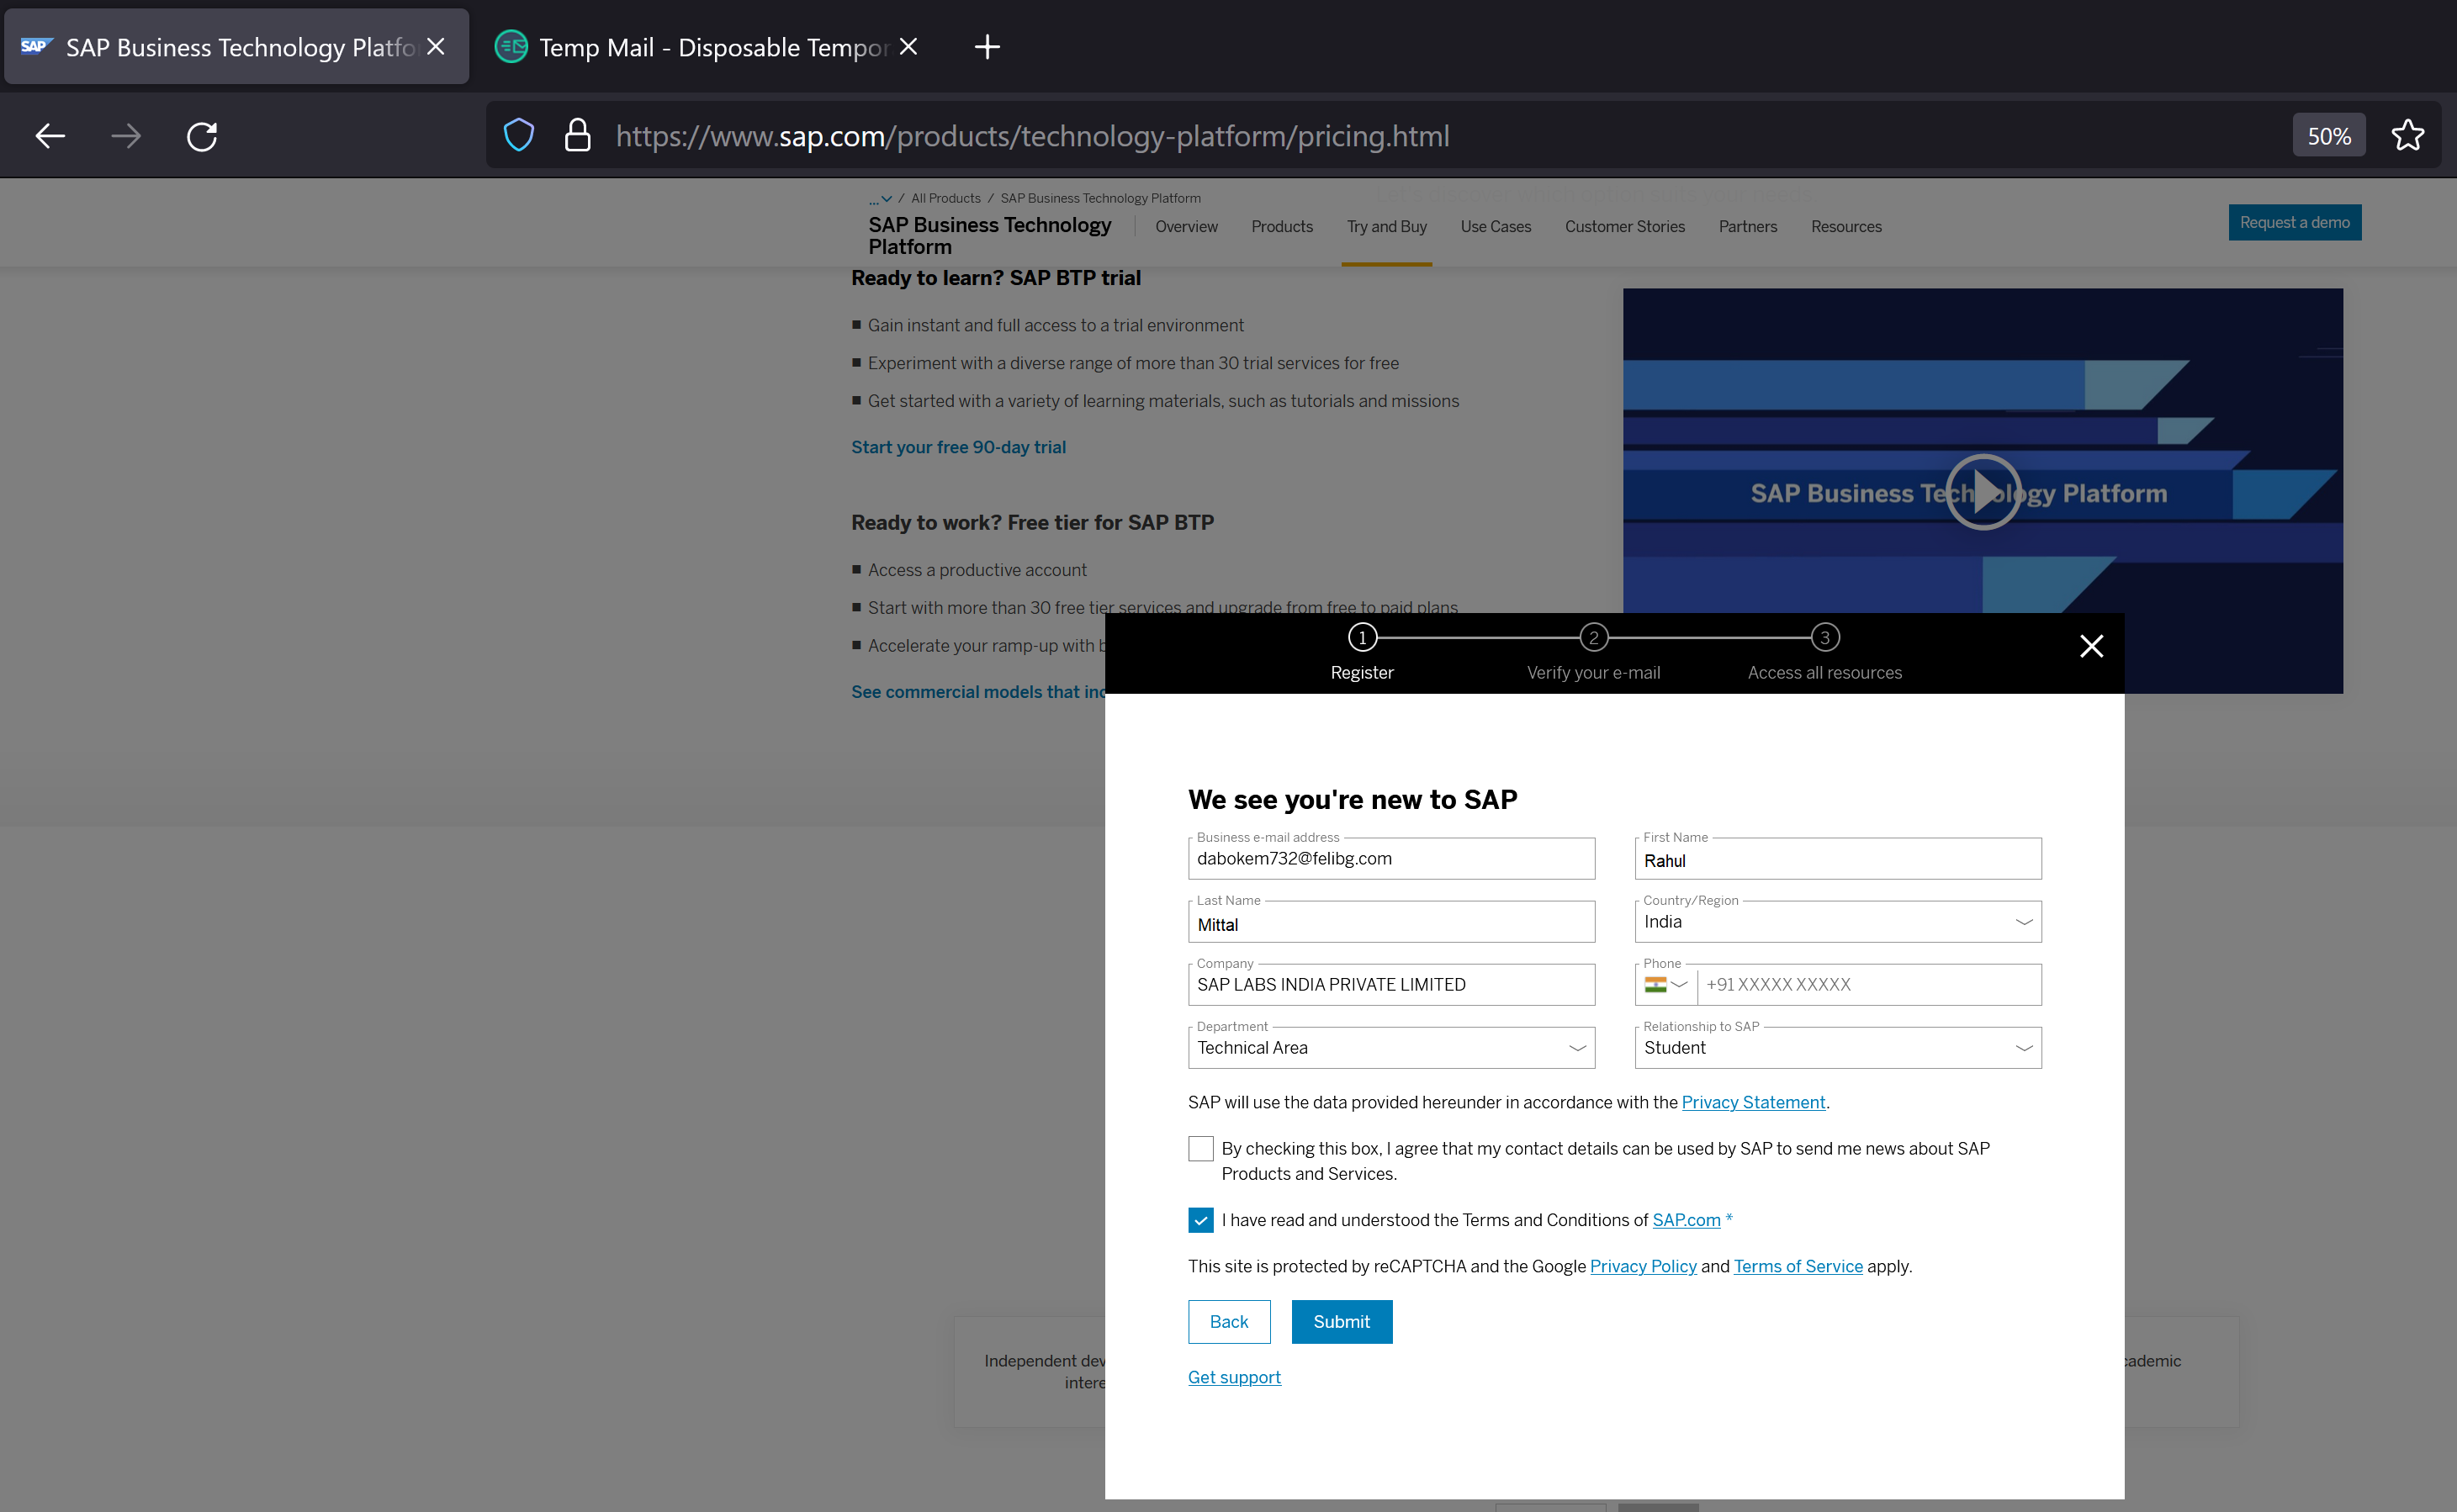 SAP SAP Business Technology Platfo
Temp Mail - Disposable Tempor
https://www.sap.com/products/technology-platform/pricing.html
50%
... / All Products / SAP Business Technology Platform
SAP Business Technology
Platform
Overview
Products
Try and Buy
Use Cases
Customer Stories
Partners
Resources
Request a demo
Ready to learn? SAP BTP trial
■ Gain instant and full access to a trial environment
■ Experiment with a diverse range of more than 30 trial services for free
■ Get started with a variety of learning materials, such as tutorials and missions
Start your free 90-day trial
SAP Business Technology Platform
Ready to work? Free tier for SAP BTP
■ Access a productive account
■ Start with more than 30 free tier services and upgrade from free to paid plans
■ Accelerate your ramp-up with
See commercial models that
1
2
3
Register
Verify your e-mail
Access all resources
We see you're new to SAP
Business e-mail address
dabokem732@felibg.com
First Name
Rahul
Last Name
Mittal
Country/Region
India
Company
SAP LABS INDIA PRIVATE LIMITED
Phone
+91 XXXXX XXXXX
Department
Technical Area
Relationship to SAP
Student
SAP will use the data provided hereunder in accordance with the Privacy Statement.
By checking this box, I agree that my contact details can be used by SAP to send me news about SAP
Products and Services.
I have read and understood the Terms and Conditions of SAP.com *
This site is protected by reCAPTCHA and the Google Privacy Policy and Terms of Service apply.
Back
Submit
Get support
Independent dev
intere
cademic